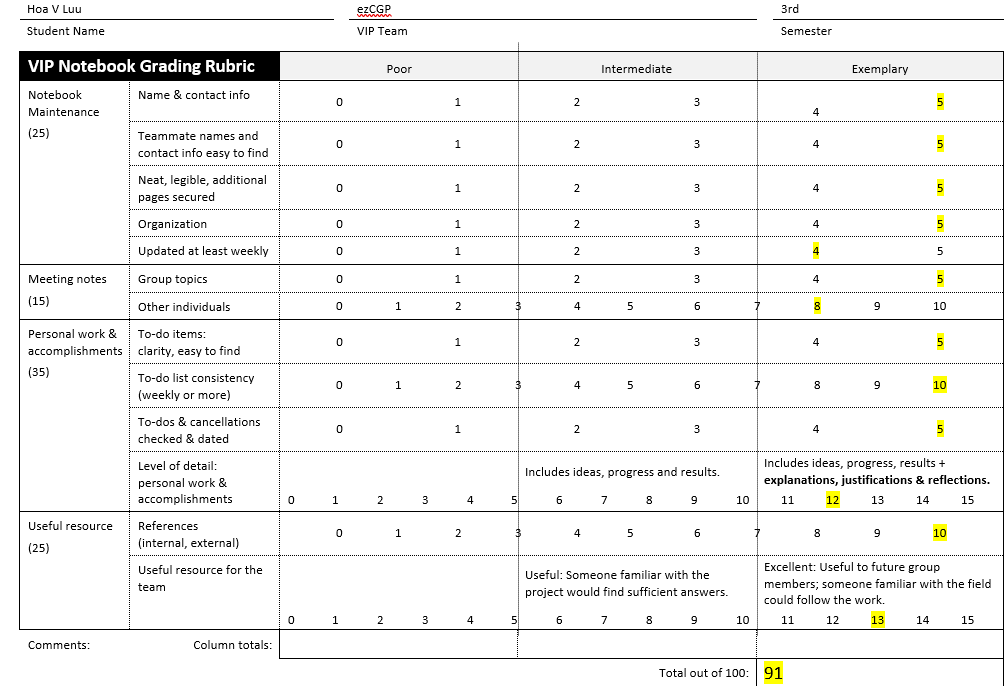 Hoa V Luu ezCGP 3rd
Student Name VIP Team Semester
VIP Notebook Grading Rubric Poor Intermediate Exemplary
Notebook Maintenance (25) Name & contact info 0 1 2 3 4 5
Teammate names and contact info easy to find 0 1 2 3 4 5
Neat, legible, additional pages secured 0 1 2 3 4 5
Organization 0 1 2 3 4 5
Updated at least weekly 0 1 2 3 4 5
Meeting notes (15) Group topics 0 1 2 3 4 5
Other individuals 0 1 2 3 4 5 6 7 8 9 10
Personal work & accomplishments (35) To-do items: clarity, easy to find 0 1 2 3 4 5
To-do list consistency (weekly or more) 0 1 2 3 4 5 6 7 8 9 10
To-dos & cancellations checked & dated 0 1 2 3 4 5
Level of detail: personal work & accomplishments Includes ideas, progress and results. Includes ideas, progress, results + explanations, justifications & reflections.
0 1 2 3 4 5 6 7 8 9 10 11 12 13 14 15
Useful resource (25) References (internal, external) 0 1 2 3 4 5 6 7 8 9 10
Useful resource for the team Useful: Someone familiar with the project would find sufficient answers. Excellent: Useful to future group members; someone familiar with the field could follow the work.
0 1 2 3 4 5 6 7 8 9 10 11 12 13 14 15
Comments: Column totals:
Total out of 100: 91